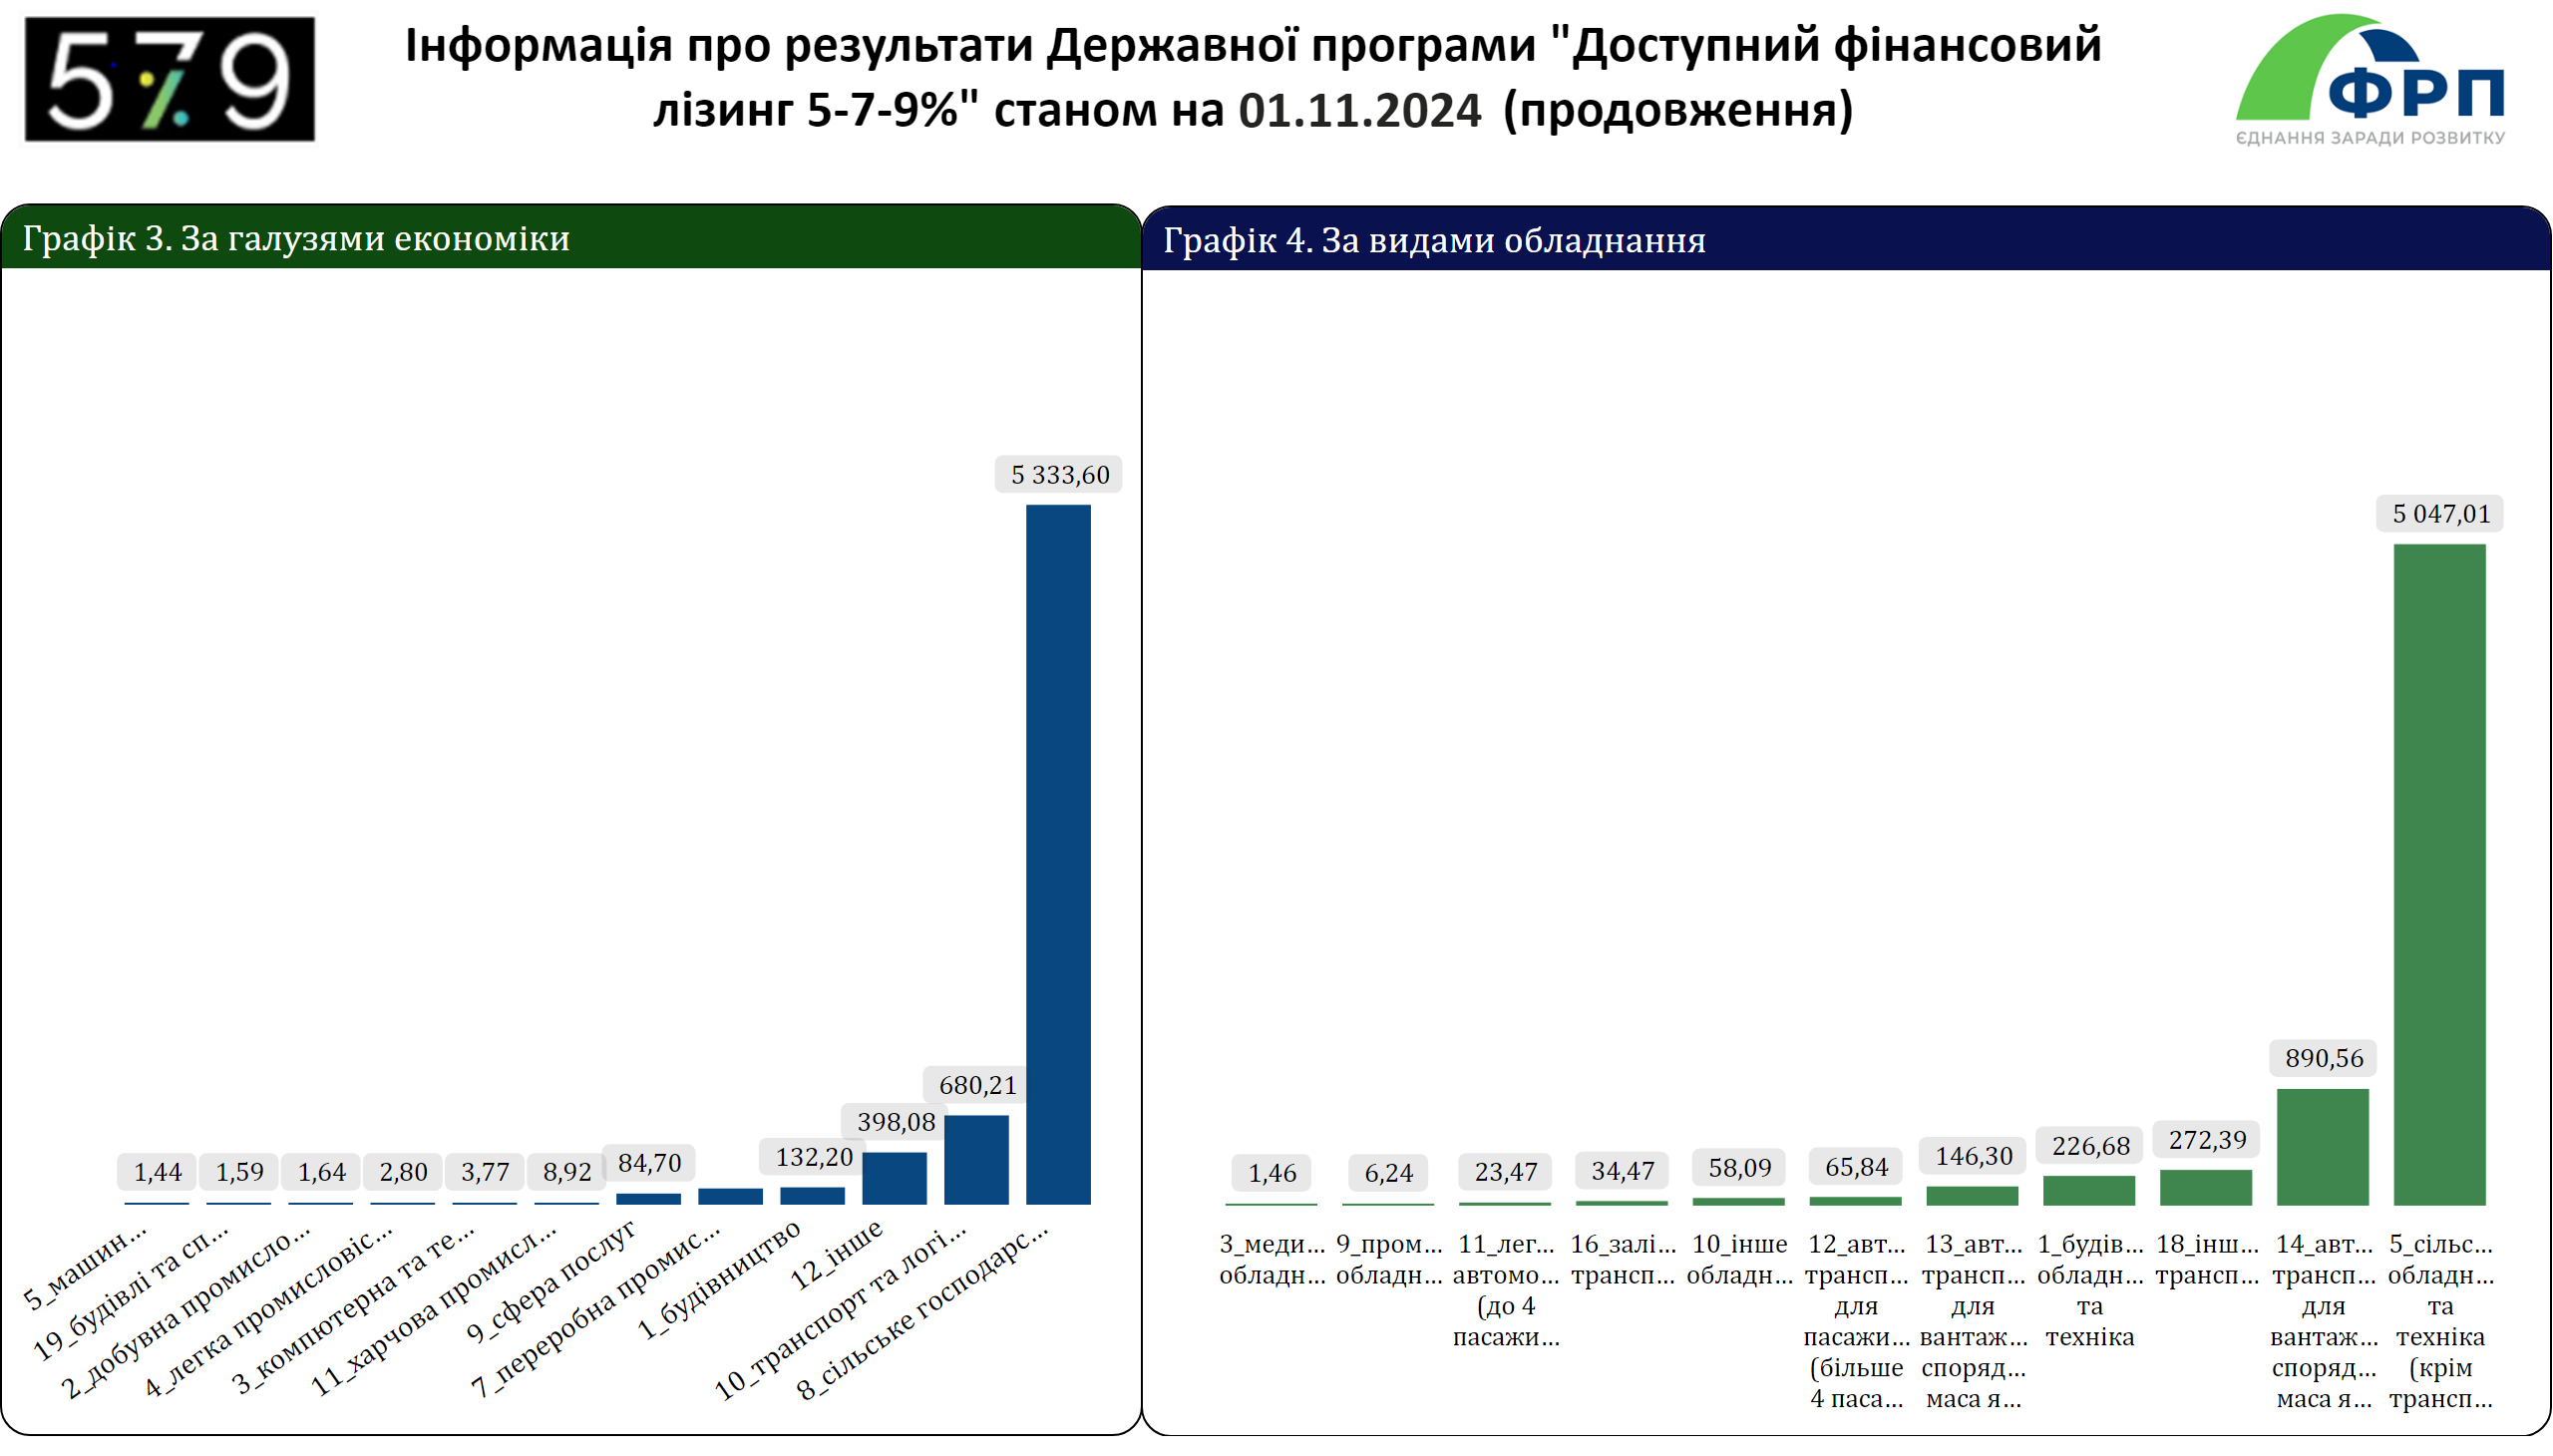 579
Інформація про результати Державної програми "Доступний фінансовий
лізинг 5-7-9%" станом на 01.11.2024 (продовження)
ФРП
ЄДНАННЯ ЗАРАДИ РОЗВИТКУ
Графік 3. За галузями економіки
5 333,60
680,21
398,08
132,20
84,70
1,44 1,59 1,64 2,80 3,77 8,92
5_машин...
19_будівлі та сп...
2_добувна промисло...
4_легка промисловіс...
3_компютерна та те...
11_харчова промисл...
9_сфера послуг
7_переробна промис...
1_будівництво
12_інше
10_транспорт та логі...
8_сільське господарс...
Графік 4. За видами обладнання
5 047,01
890,56
1,46 6,24 23,47 34,47 58,09 65,84 146,30 226,68 272,39
3_меди...
обладн...
9_пром...
обладн...
11_лег...
автомо...
(до 4
пасажи...
16_залі...
трансп...
10_інше
обладн...
12_авт...
трансп...
для
пасажи...
(більше
4 паса...
13_авт...
трансп...
для
вантаж...
споряд...
маса я...
1_будів...
обладн...
та
техніка
18_інш...
трансп...
14_авт...
трансп...
для
вантаж...
споряд...
маса я...
5_сільс...
обладн...
та
техніка
(крім
трансп...